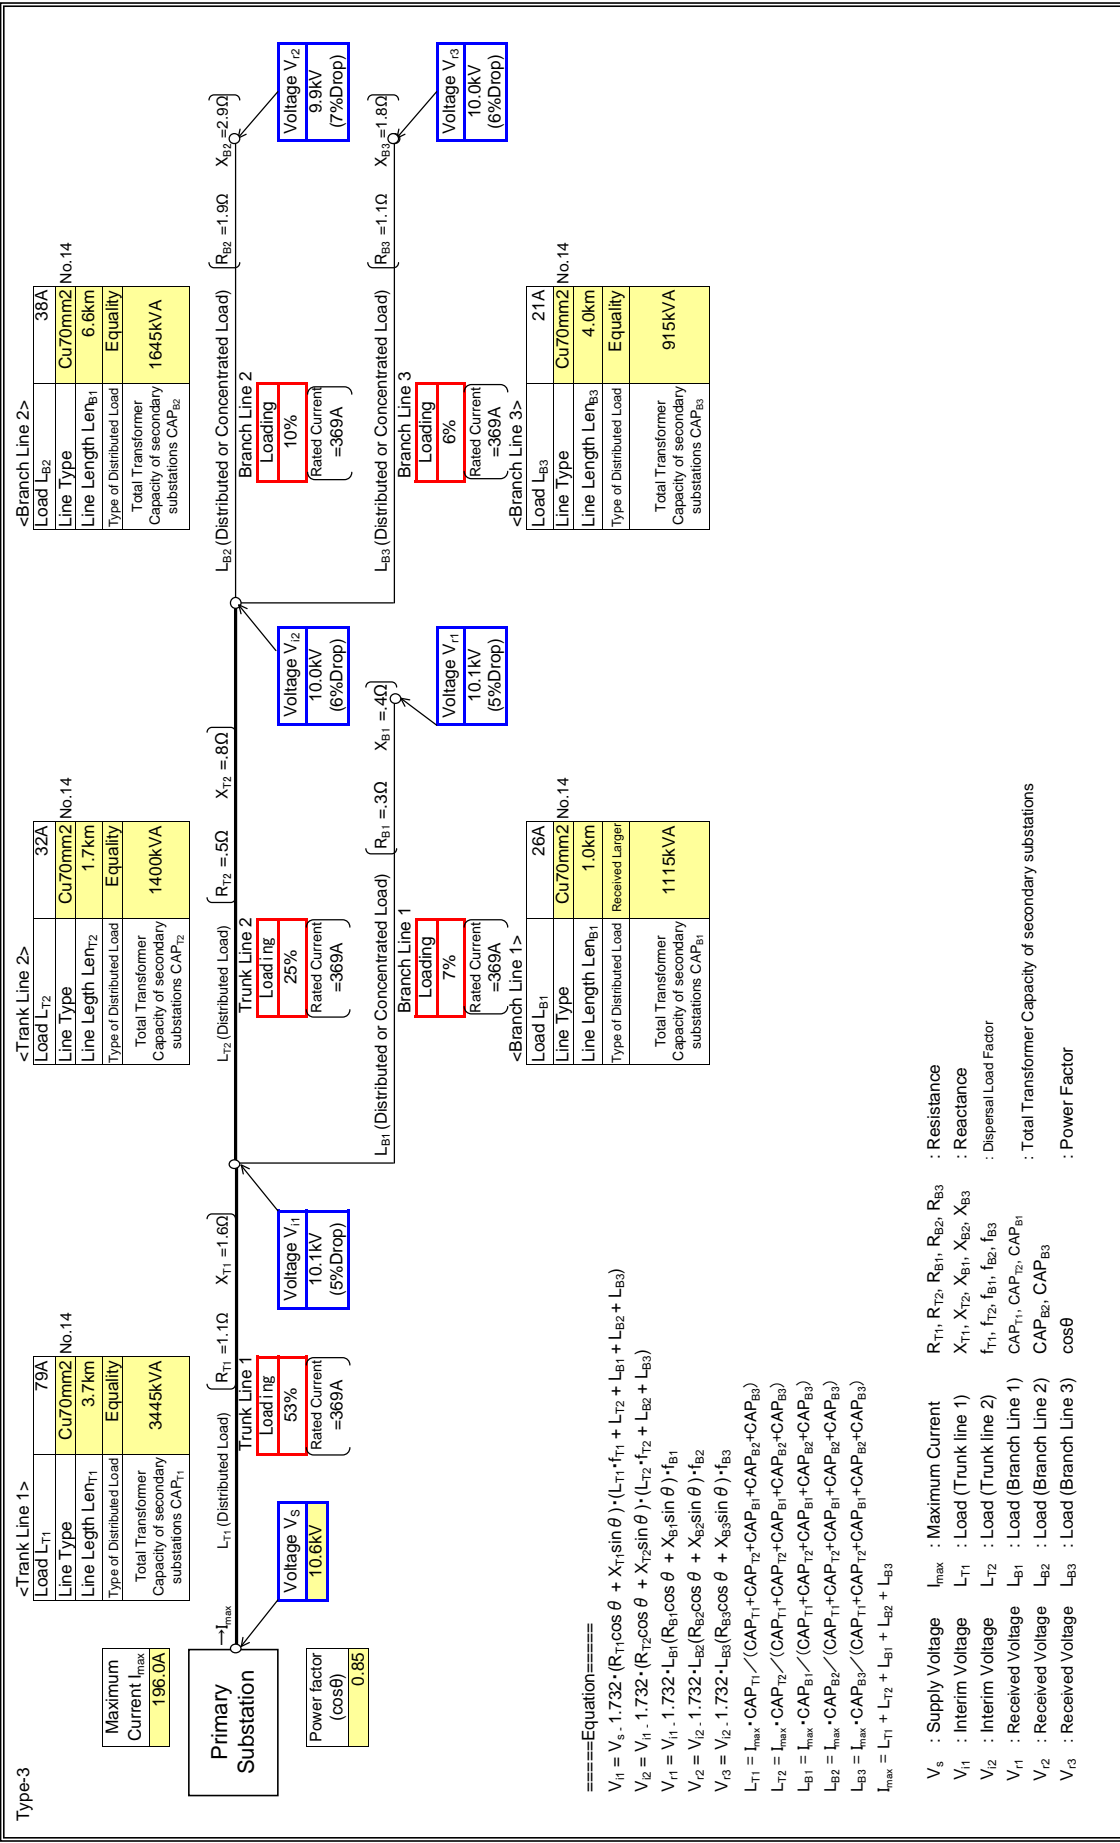 Type-3
Maximum
Current Imax
196.0A
Primary
Substation
Power factor
(cosθ)
0.85
→Imax
Voltage VS
10.6kV
<Trank Line 1>
Load LT1 79A
Line Type Cu70mm2 No.14
Line Legth LenT1 3.7km
Type of Distributed Load Equality
Total Transformer
Capacity of secondary
substations CAPT1
3445kVA
LT1 (Distributed Load)
RT1 =1.1Ω XT1 =1.6Ω
Trunk Line 1
Loading
53%
Rated Current
=369A
Voltage Vi1
10.1kV
(5%Drop)
<Trank Line 2>
Load LT2 32A
Line Type Cu70mm2 No.14
Line Legth LenT2 1.7km
Type of Distributed Load Equality
Total Transformer
Capacity of secondary
substations CAPT2
1400kVA
LT2 (Distributed Load)
RT2 =.5Ω XT2 =.8Ω
Trunk Line 2
Loading
25%
Rated Current
=369A
Voltage Vi2
10.0kV
(6%Drop)
LB1 (Distributed or Concentrated Load)
RB1 =.3Ω XB1 =.4Ω
Branch Line 1
Loading
7%
Rated Current
=369A
Voltage Vr1
10.1kV
(5%Drop)
<Branch Line 1>
Load LB1 26A
Line Type Cu70mm2 No.14
Line Length LenB1 1.0km
Type of Distributed Load Received Larger
Total Transformer
Capacity of secondary
substations CAPB1
1115kVA
<Branch Line 2>
Load LB2 38A
Line Type Cu70mm2 No.14
Line Length LenB1 6.6km
Type of Distributed Load Equality
Total Transformer
Capacity of secondary
substations CAPB2
1645kVA
LB2 (Distributed or Concentrated Load)
RB2 =1.9Ω XB2 =2.9Ω
Branch Line 2
Loading
10%
Rated Current
=369A
Voltage Vr2
9.9kV
(7%Drop)
LB3 (Distributed or Concentrated Load)
RB3 =1.1Ω XB3 =1.8Ω
Branch Line 3
Loading
6%
Rated Current
=369A
Voltage Vr3
10.0kV
(6%Drop)
<Branch Line 3>
Load LB3 21A
Line Type Cu70mm2 No.14
Line Length LenB3 4.0km
Type of Distributed Load Equality
Total Transformer
Capacity of secondary
substations CAPB3
915kVA
=====Equation=====
Vi1 = Vs - 1.732・(RT1cos θ + XT1sin θ)・(LT1・fT1 + LT2 + LB1 + LB2 + LB3)
Vi2 = Vi1 - 1.732・(RT2cos θ + XT2sin θ)・(LT2・fT2 + LB2 + LB3)
Vr1 = Vi1 - 1.732・LB1(RB1cos θ + XB1sin θ)・fB1
Vr2 = Vi2 - 1.732・LB2(RB2cos θ + XB2sin θ)・fB2
Vr3 = Vi2 - 1.732・LB3(RB3cos θ + XB3sin θ)・fB3
LT1 = Imax・CAPT1／(CAPT1+CAPT2+CAPB1+CAPB2+CAPB3)
LT2 = Imax・CAPT2／(CAPT1+CAPT2+CAPB1+CAPB2+CAPB3)
LB1 = Imax・CAPB1／(CAPT1+CAPT2+CAPB1+CAPB2+CAPB3)
LB2 = Imax・CAPB2／(CAPT1+CAPT2+CAPB1+CAPB2+CAPB3)
LB3 = Imax・CAPB3／(CAPT1+CAPT2+CAPB1+CAPB2+CAPB3)
Imax = LT1 + LT2 + LB1 + LB2 + LB3
Vs : Supply Voltage Imax : Maximum Current RT1, RT2, RB1, RB2, RB3 : Resistance
Vi1 : Interim Voltage LT1 : Load (Trunk line 1) XT1, XT2, XB1, XB2, XB3 : Reactance
Vi2 : Interim Voltage LT2 : Load (Trunk line 2) fT1, fT2, fB1, fB2, fB3 : Dispersal Load Factor
Vr1 : Received Voltage LB1 : Load (Branch Line 1) CAPT1, CAPT2, CAPB1
Vr2 : Received Voltage LB2 : Load (Branch Line 2) CAPB2, CAPB3 : Total Transformer Capacity of secondary substations
Vr3 : Received Voltage LB3 : Load (Branch Line 3) cosθ : Power Factor